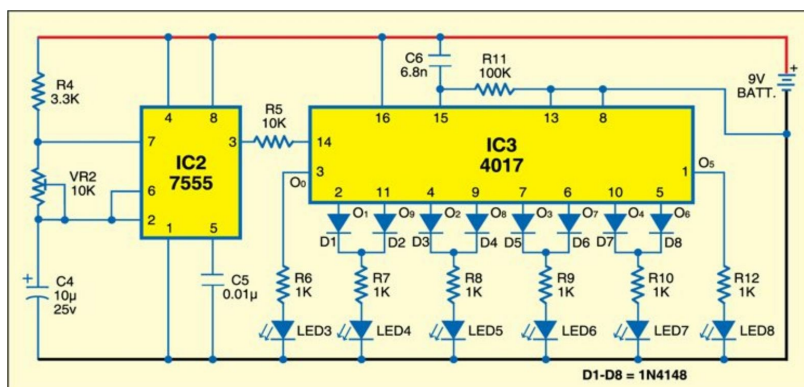 R4
3.3K
VR2
10K
C4
10µ
25v
+
4
8
7
6
2
1
5
3
IC2
7555
C5
0.01µ
R5
10K
C6
6.8n
R11
100K
16
15
13
8
14
3
IC3
4017
1
O0
O5
2
11
4
9
7
6
10
5
O1
O9
O2
O8
O3
O7
O4
O6
D1
D2
D3
D4
D5
D6
D7
D8
R6
1K
R7
1K
R8
1K
R9
1K
R10
1K
R12
1K
LED3
LED4
LED5
LED6
LED7
LED8
+
9V
BATT.
D1-D8 = 1N4148